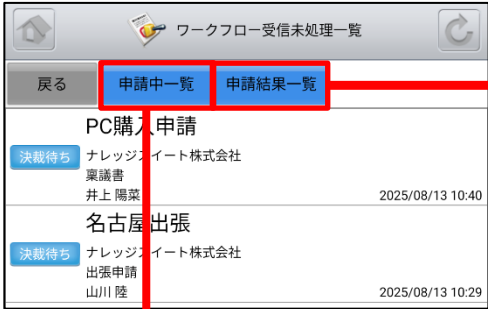 ワークフロー受信未処理一覧
戻る 申請中一覧 申請結果一覧
PC購入申請
決裁待ち ナレッジスイート株式会社
稟議書
井上 陽菜 2025/08/13 10:40
名古屋出張
決裁待ち ナレッジスイート株式会社
出張申請
山川 陸 2025/08/13 10:29